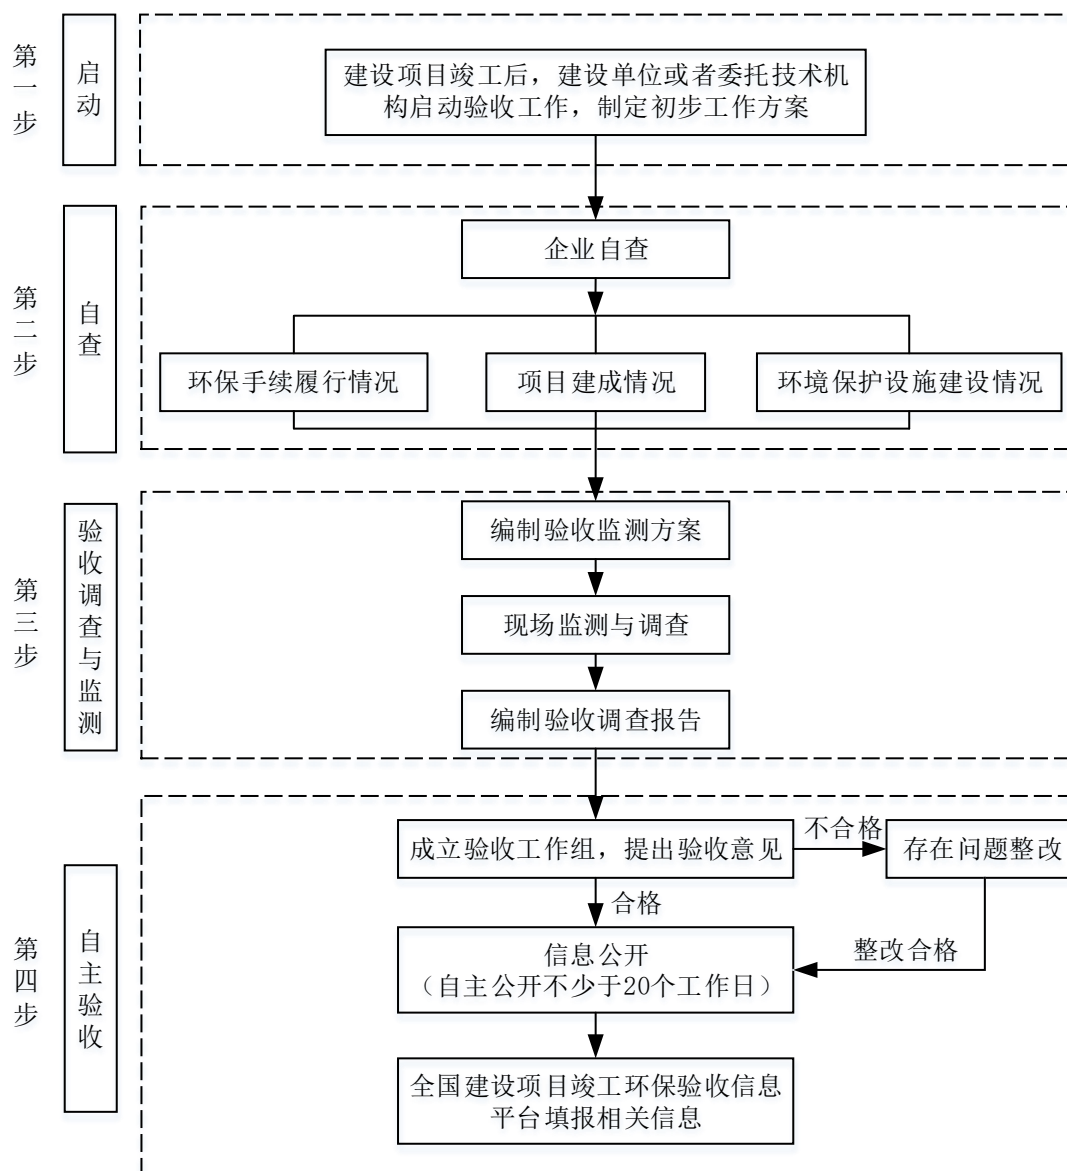 第一步
启动
建设项目竣工后，建设单位或者委托技术机
构启动验收工作，制定初步工作方案
第二步
自查
企业自查
环保手续履行情况
项目建成情况
环境保护设施建设情况
第三步
验收调查与监测
编制验收监测方案
现场监测与调查
编制验收调查报告
第四步
自主验收
成立验收工作组，提出验收意见
不合格
存在问题整改
合格
整改合格
信息公开
（自主公开不少于20个工作日）
全国建设项目竣工环保验收信息
平台填报相关信息